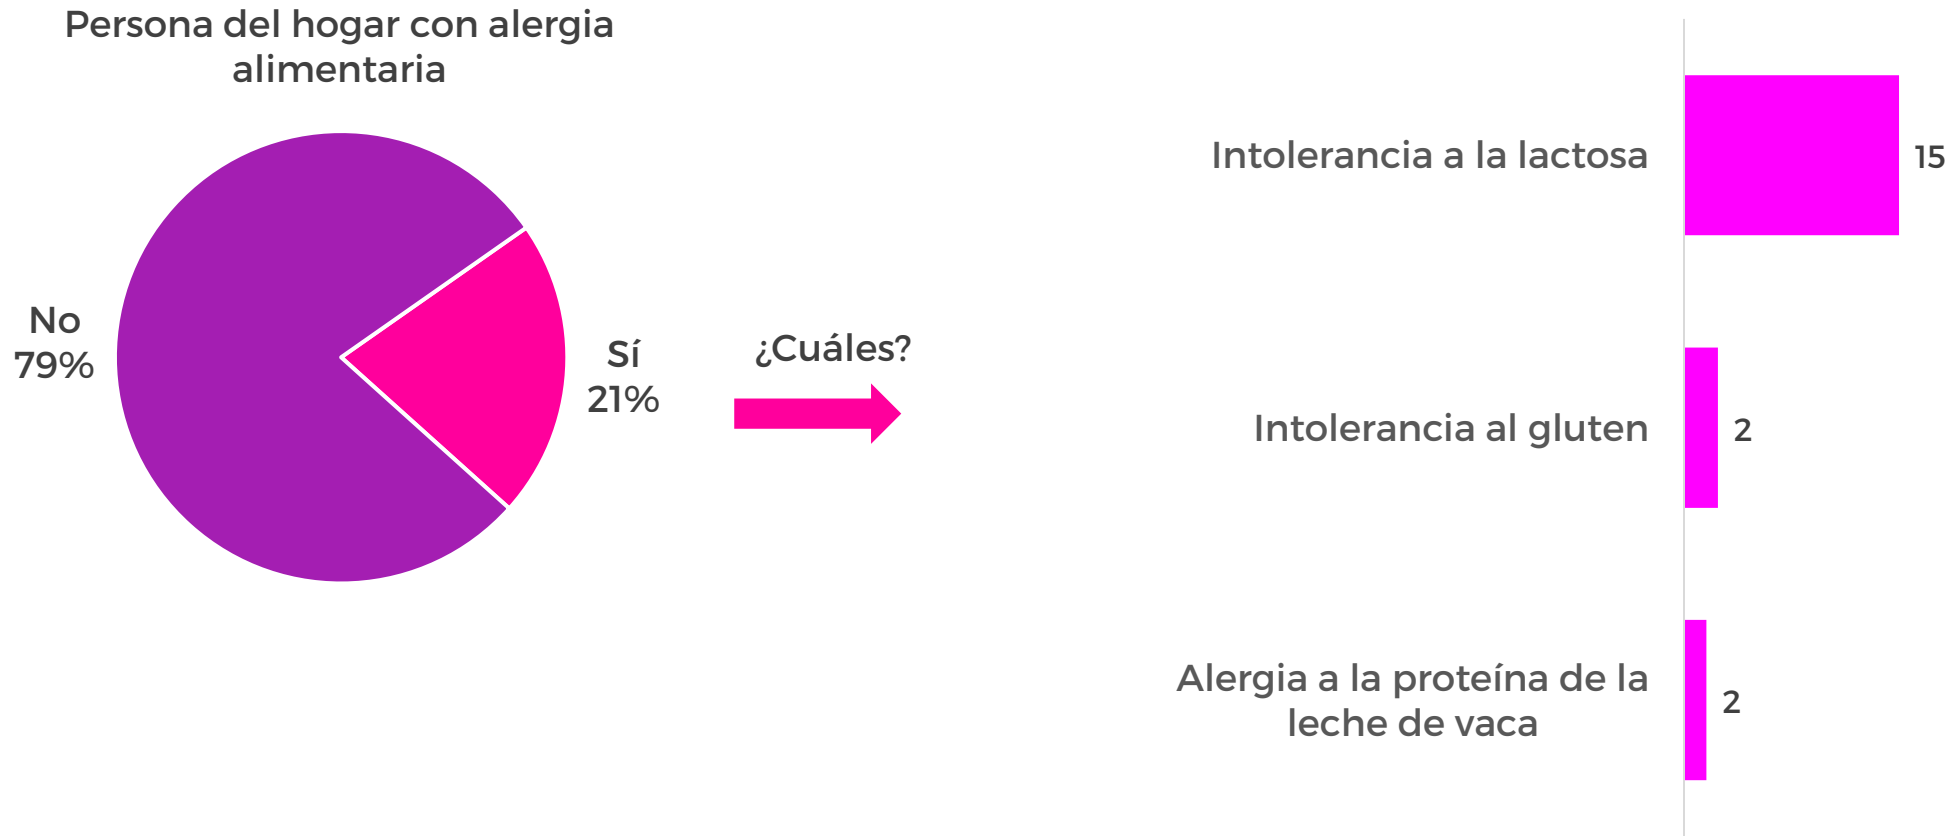 Persona del hogar con alergia
alimentaria
No
79%
Sí
21%
¿Cuáles?
Intolerancia a la lactosa
15
Intolerancia al gluten
2
Alergia a la proteína de la
leche de vaca
2